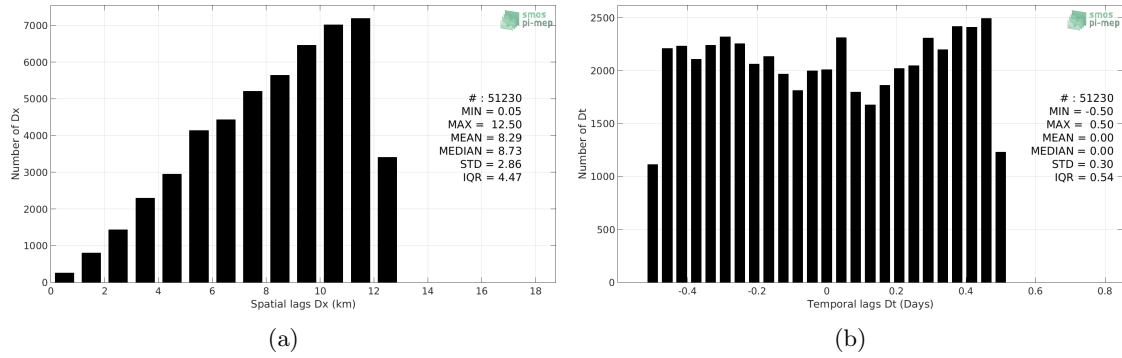 7000
6000
5000
4000
3000
2000
1000
0
Number of Dx
smos
pi-mep
# : 51230
MIN = 0.05
MAX = 12.50
MEAN = 8.29
MEDIAN = 8.73
STD = 2.86
IQR = 4.47
0 2 4 6 8 10 12 14 16 18
Spatial lags Dx (km)
(a)
2500
2000
1500
1000
500
0
Number of Dt
smos
pi-mep
# : 51230
MIN = -0.50
MAX = 0.50
MEAN = 0.00
MEDIAN = 0.00
STD = 0.30
IQR = 0.54
-0.4 -0.2 0 0.2 0.4 0.6 0.8
Temporal lags Dt (Days)
(b)